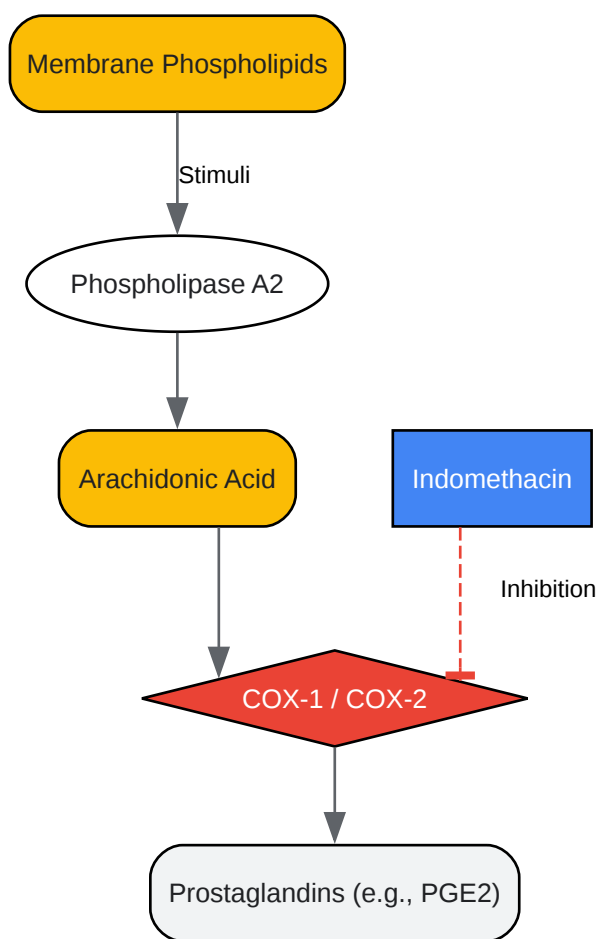 Membrane Phospholipids
Stimuli
Phospholipase A2
Arachidonic Acid
Indomethacin
Inhibition
COX-1 / COX-2
Prostaglandins (e.g., PGE2)